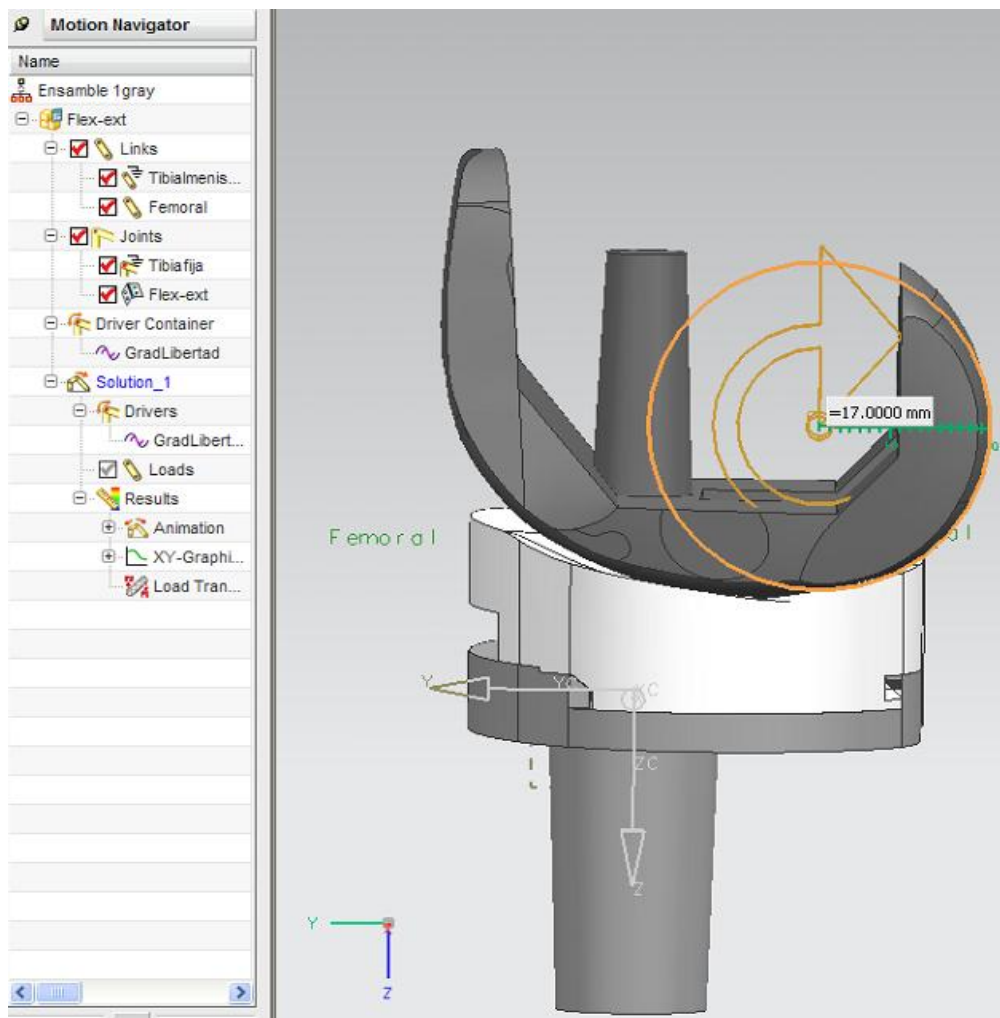 Motion Navigator
Name
Ensamble 1gray
Flex-ext
Links
Tibialmenis...
Femoral
Joints
Tibiafija
Flex-ext
Driver Container
GradLibertad
Solution_1
Drivers
GradLibert...
Loads
Results
Animation
XY-Graphi...
Load Tran...
=17.0000 mm
Femoral
al
Y
YC
XC
ZC
L
Z
Y
Z